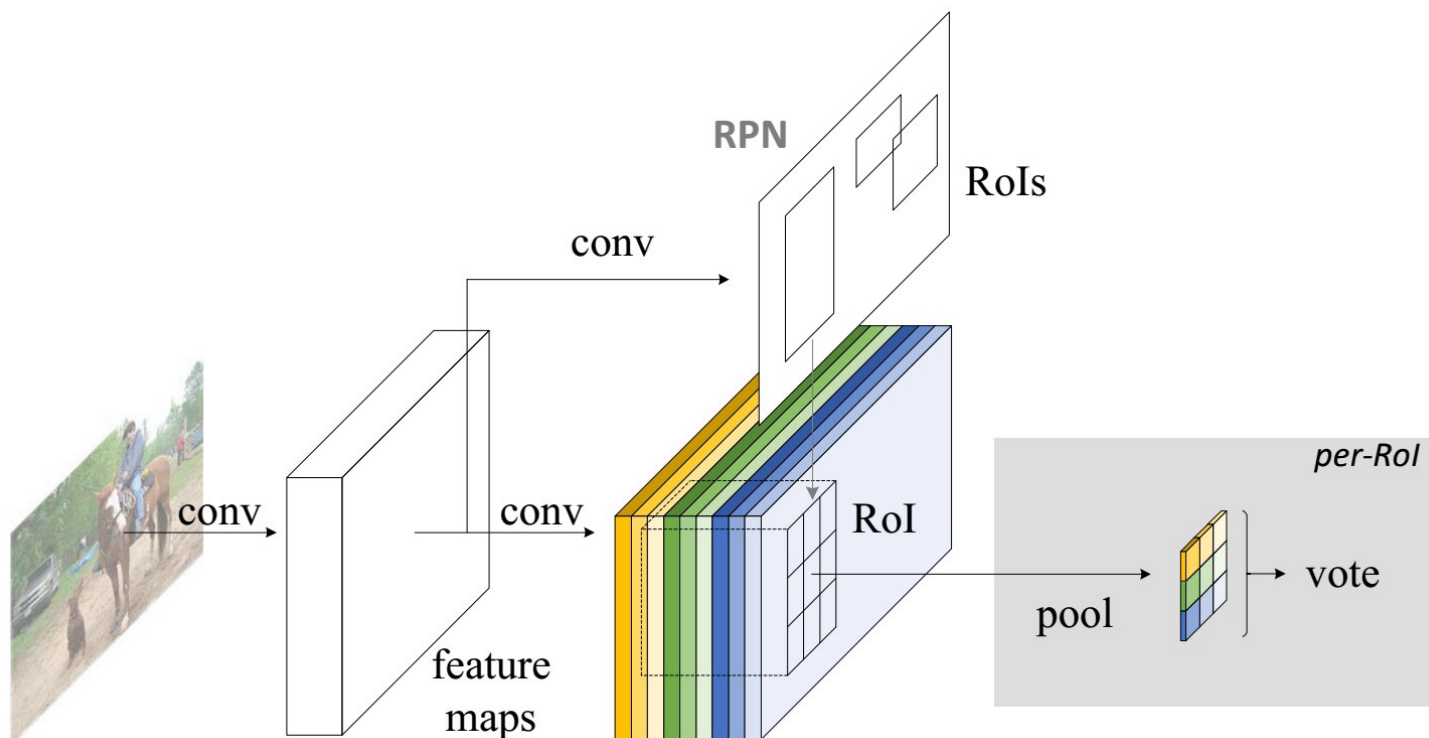 RPN
RoIs
conv
per-RoI
conv
conv
RoI
vote
pool
feature
maps